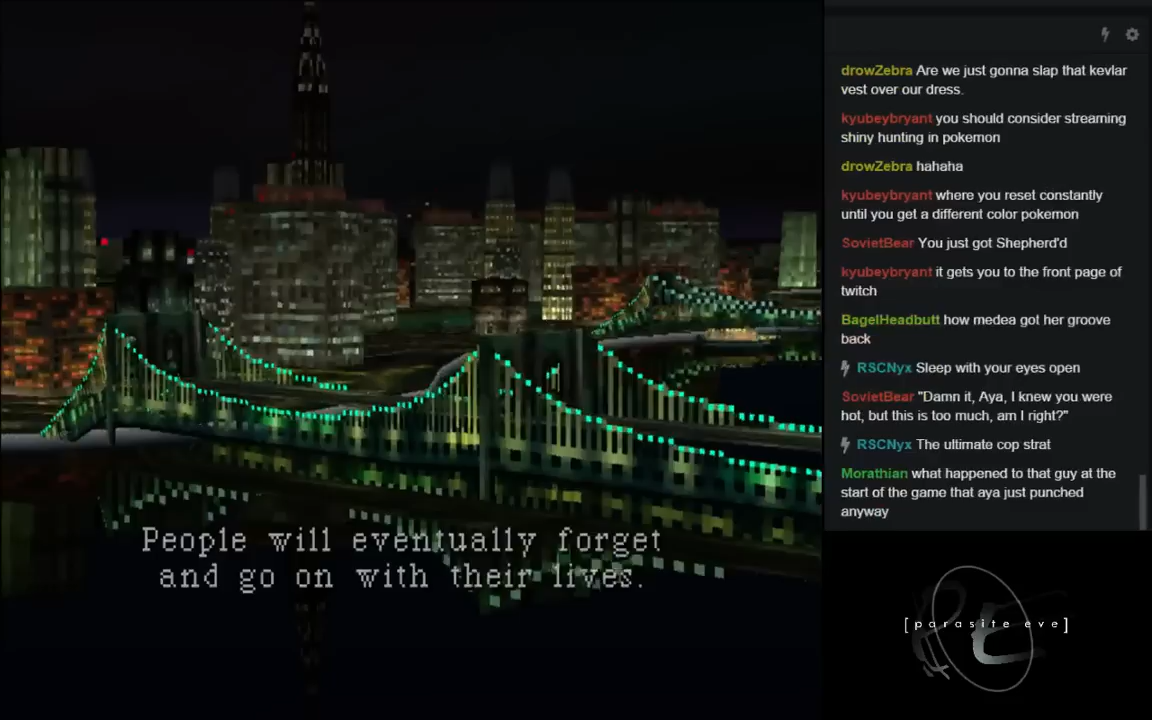 People will eventually forget
and go on with their lives.
drowZebra Are we just gonna slap that kevlar
vest over our dress.
kyubeybryant you should consider streaming
shiny hunting in pokemon
drowZebra hahaha
kyubeybryant where you reset constantly
until you get a different color pokemon
SovietBear You just got Shepherd'd
kyubeybryant it gets you to the front page of
twitch
BagelHeadbutt how medea got her groove
back
RSCNyx Sleep with your eyes open
SovietBear "Damn it, Aya, I knew you were
hot, but this is too much, am I right?"
RSCNyx The ultimate cop strat
Morathian what happened to that guy at the
start of the game that aya just punched
anyway
[parasite eve]
PE